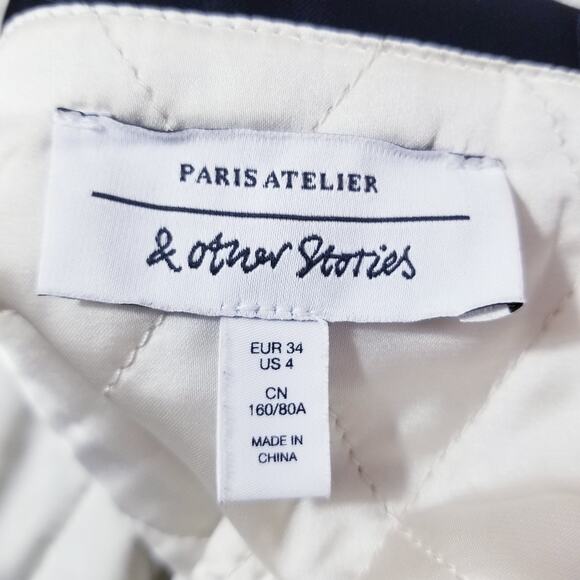 PARIS ATELIER
& other Stories
EUR 34
US 4
CN
160/80A
MADE IN
CHINA